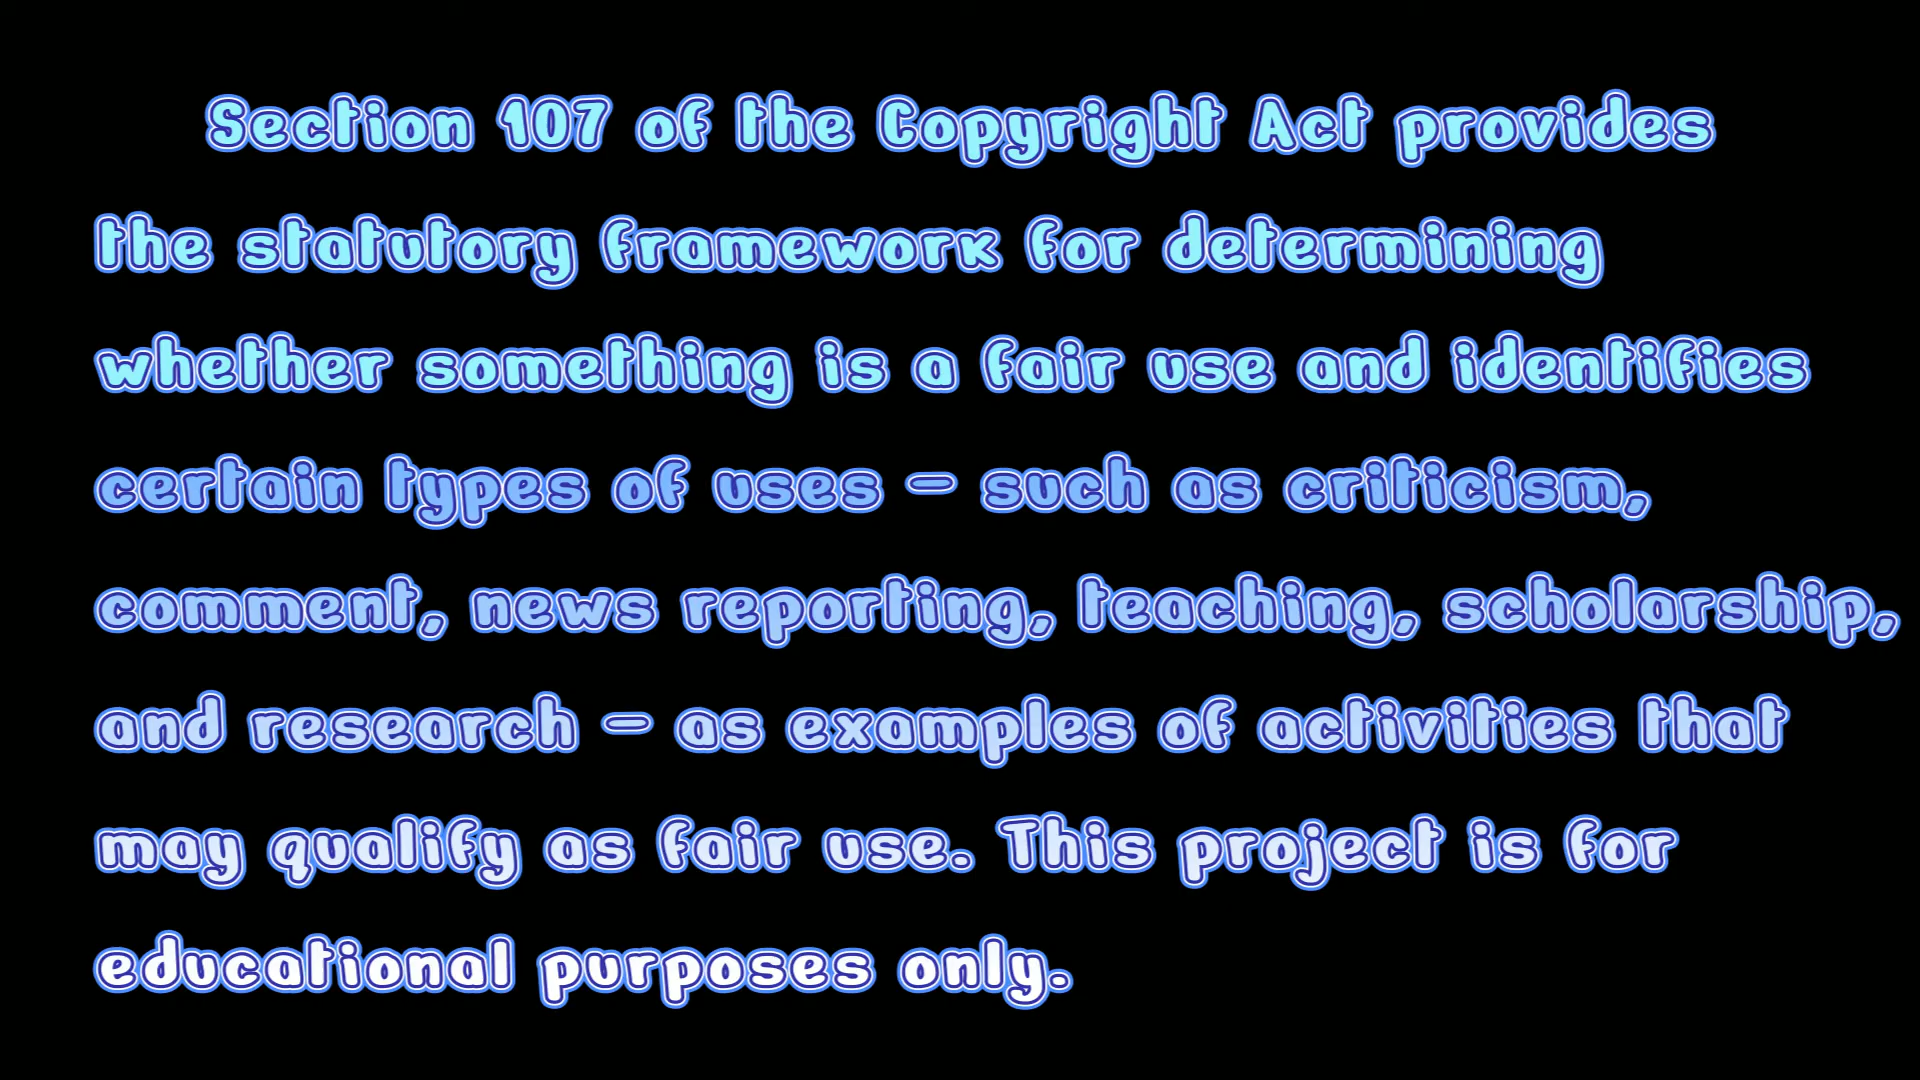 Section 107 of the Copyright Act provides
the statutory framework for determining
whether something is a fair use and identifies
certain types of uses – such as criticism,
comment, news reporting, teaching, scholarship,
and research – as examples of activities that
may qualify as fair use. This project is for
educational purposes only.